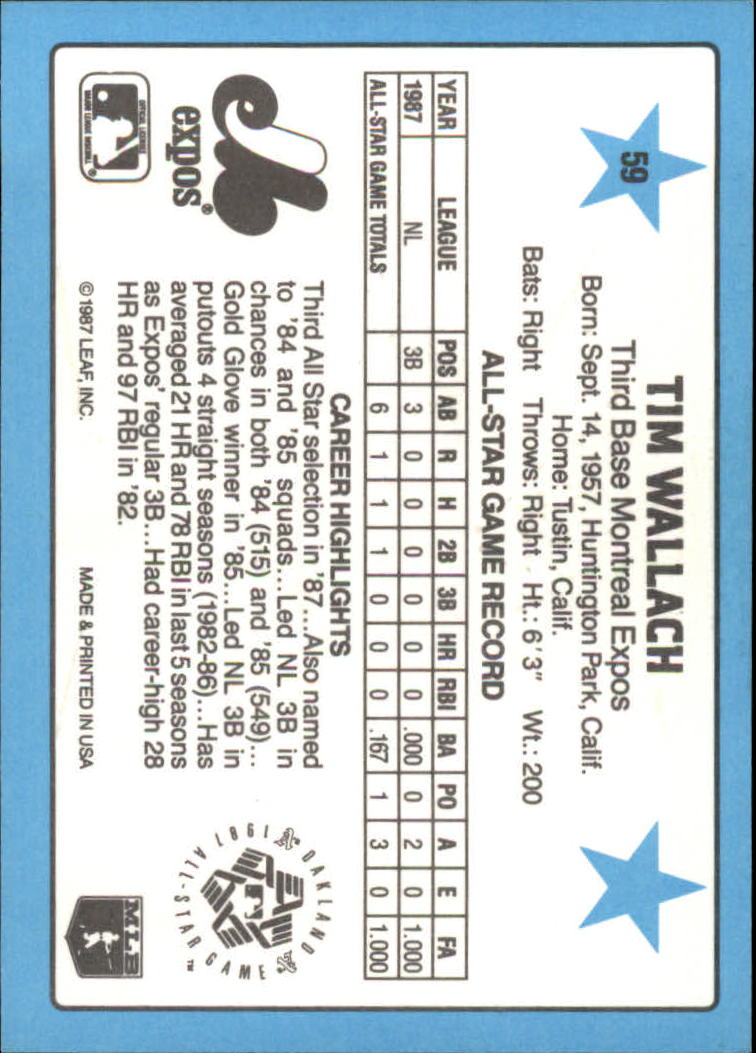 59
TIM WALLACH
Third Base Montreal Expos
Born: Sept. 14, 1957, Huntington Park, Calif.
Home: Tustin, Calif.
Bats: Right Throws: Right Ht.: 6'3" Wt.: 200
ALL-STAR GAME RECORD
YEAR LEAGUE POS AB R H 2B 3B HR RBI BA PO A E FA
1987 NL 3B 3 0 0 0 0 0 0 .000 0 2 0 1.000
ALL-STAR GAME TOTALS 6 1 1 1 0 0 0 .167 1 3 0 1.000
expos®
CAREER HIGHLIGHTS
Third All Star selection in '87...Also named
to '84 and '85 squads...Led NL 3B in
chances in both '84 (515) and '85 (549)...
Gold Glove winner in '85...Led NL 3B in
putouts 4 straight seasons (1982-86)...Has
averaged 21 HR and 78 RBI in last 5 seasons
as Expos' regular 3B...Had career-high 28
HR and 97 RBI in '82.
OAKLAND A's
1987 ALL-STAR GAME
TM
OFFICIAL LICENSEE
MAJOR LEAGUE BASEBALL
®
©1987 LEAF, INC.
MADE & PRINTED IN USA
MLB